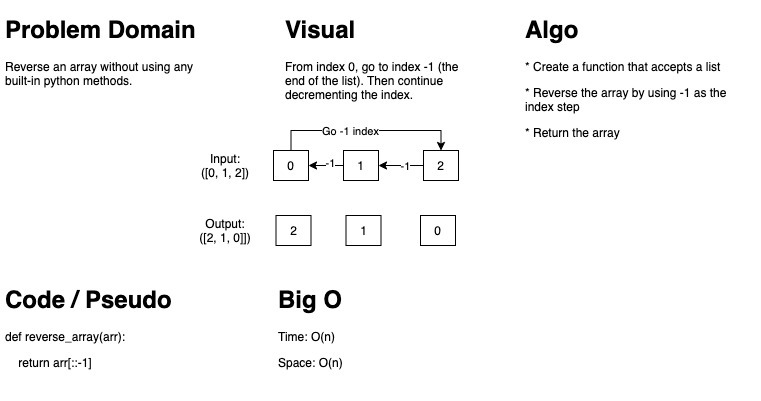 Problem Domain
Reverse an array without using any
built-in python methods.
Visual
From index 0, go to index -1 (the
end of the list). Then continue
decrementing the index.
Algo
* Create a function that accepts a list
* Reverse the array by using -1 as the
index step
* Return the array
Go -1 index
Input:
([0, 1, 2])
0
-1
1
-1
2
Output:
([2, 1, 0]])
2
1
0
Code / Pseudo
def reverse_array(arr):
return arr[::-1]
Big O
Time: O(n)
Space: O(n)